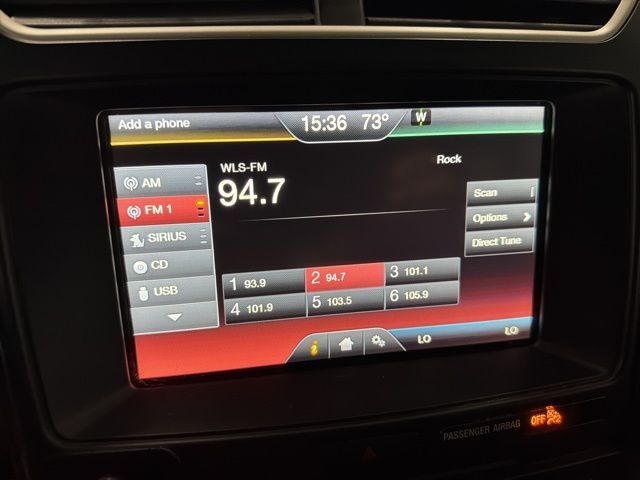 Add a phone 15:36 73° W
WLS-FM Rock
94.7
AM
FM 1
SIRIUS
CD
USB
Scan
Options
Direct Tune
1 93.9 2 94.7 3 101.1
4 101.9 5 103.5 6 105.9
i LO LO
PASSENGER AIRBAG OFF